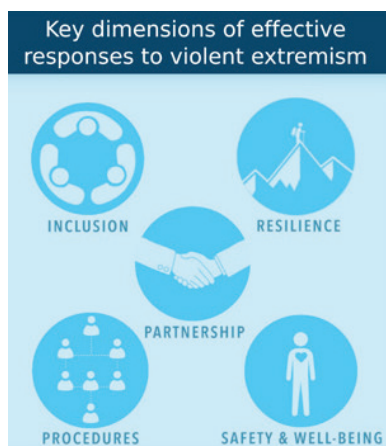 Key dimensions of effective
responses to violent extremism
INCLUSION
RESILIENCE
PARTNERSHIP
PROCEDURES
SAFETY & WELL-BEING